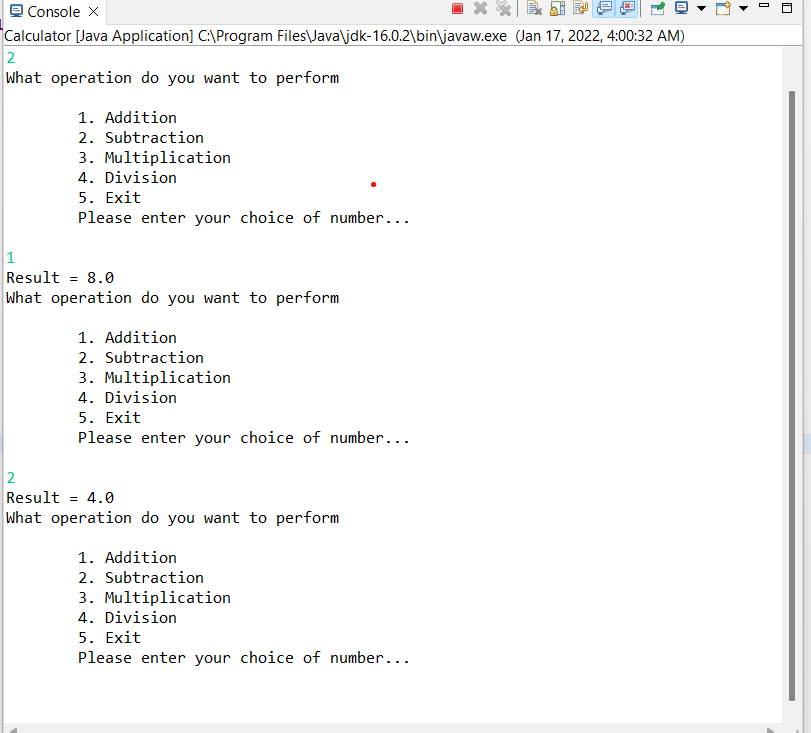 Console
Calculator [Java Application] C:\Program Files\Java\jdk-16.0.2\bin\javaw.exe (Jan 17, 2022, 4:00:32 AM)
2
What operation do you want to perform
1. Addition
2. Subtraction
3. Multiplication
4. Division
5. Exit
Please enter your choice of number...
1
Result = 8.0
What operation do you want to perform
1. Addition
2. Subtraction
3. Multiplication
4. Division
5. Exit
Please enter your choice of number...
2
Result = 4.0
What operation do you want to perform
1. Addition
2. Subtraction
3. Multiplication
4. Division
5. Exit
Please enter your choice of number...